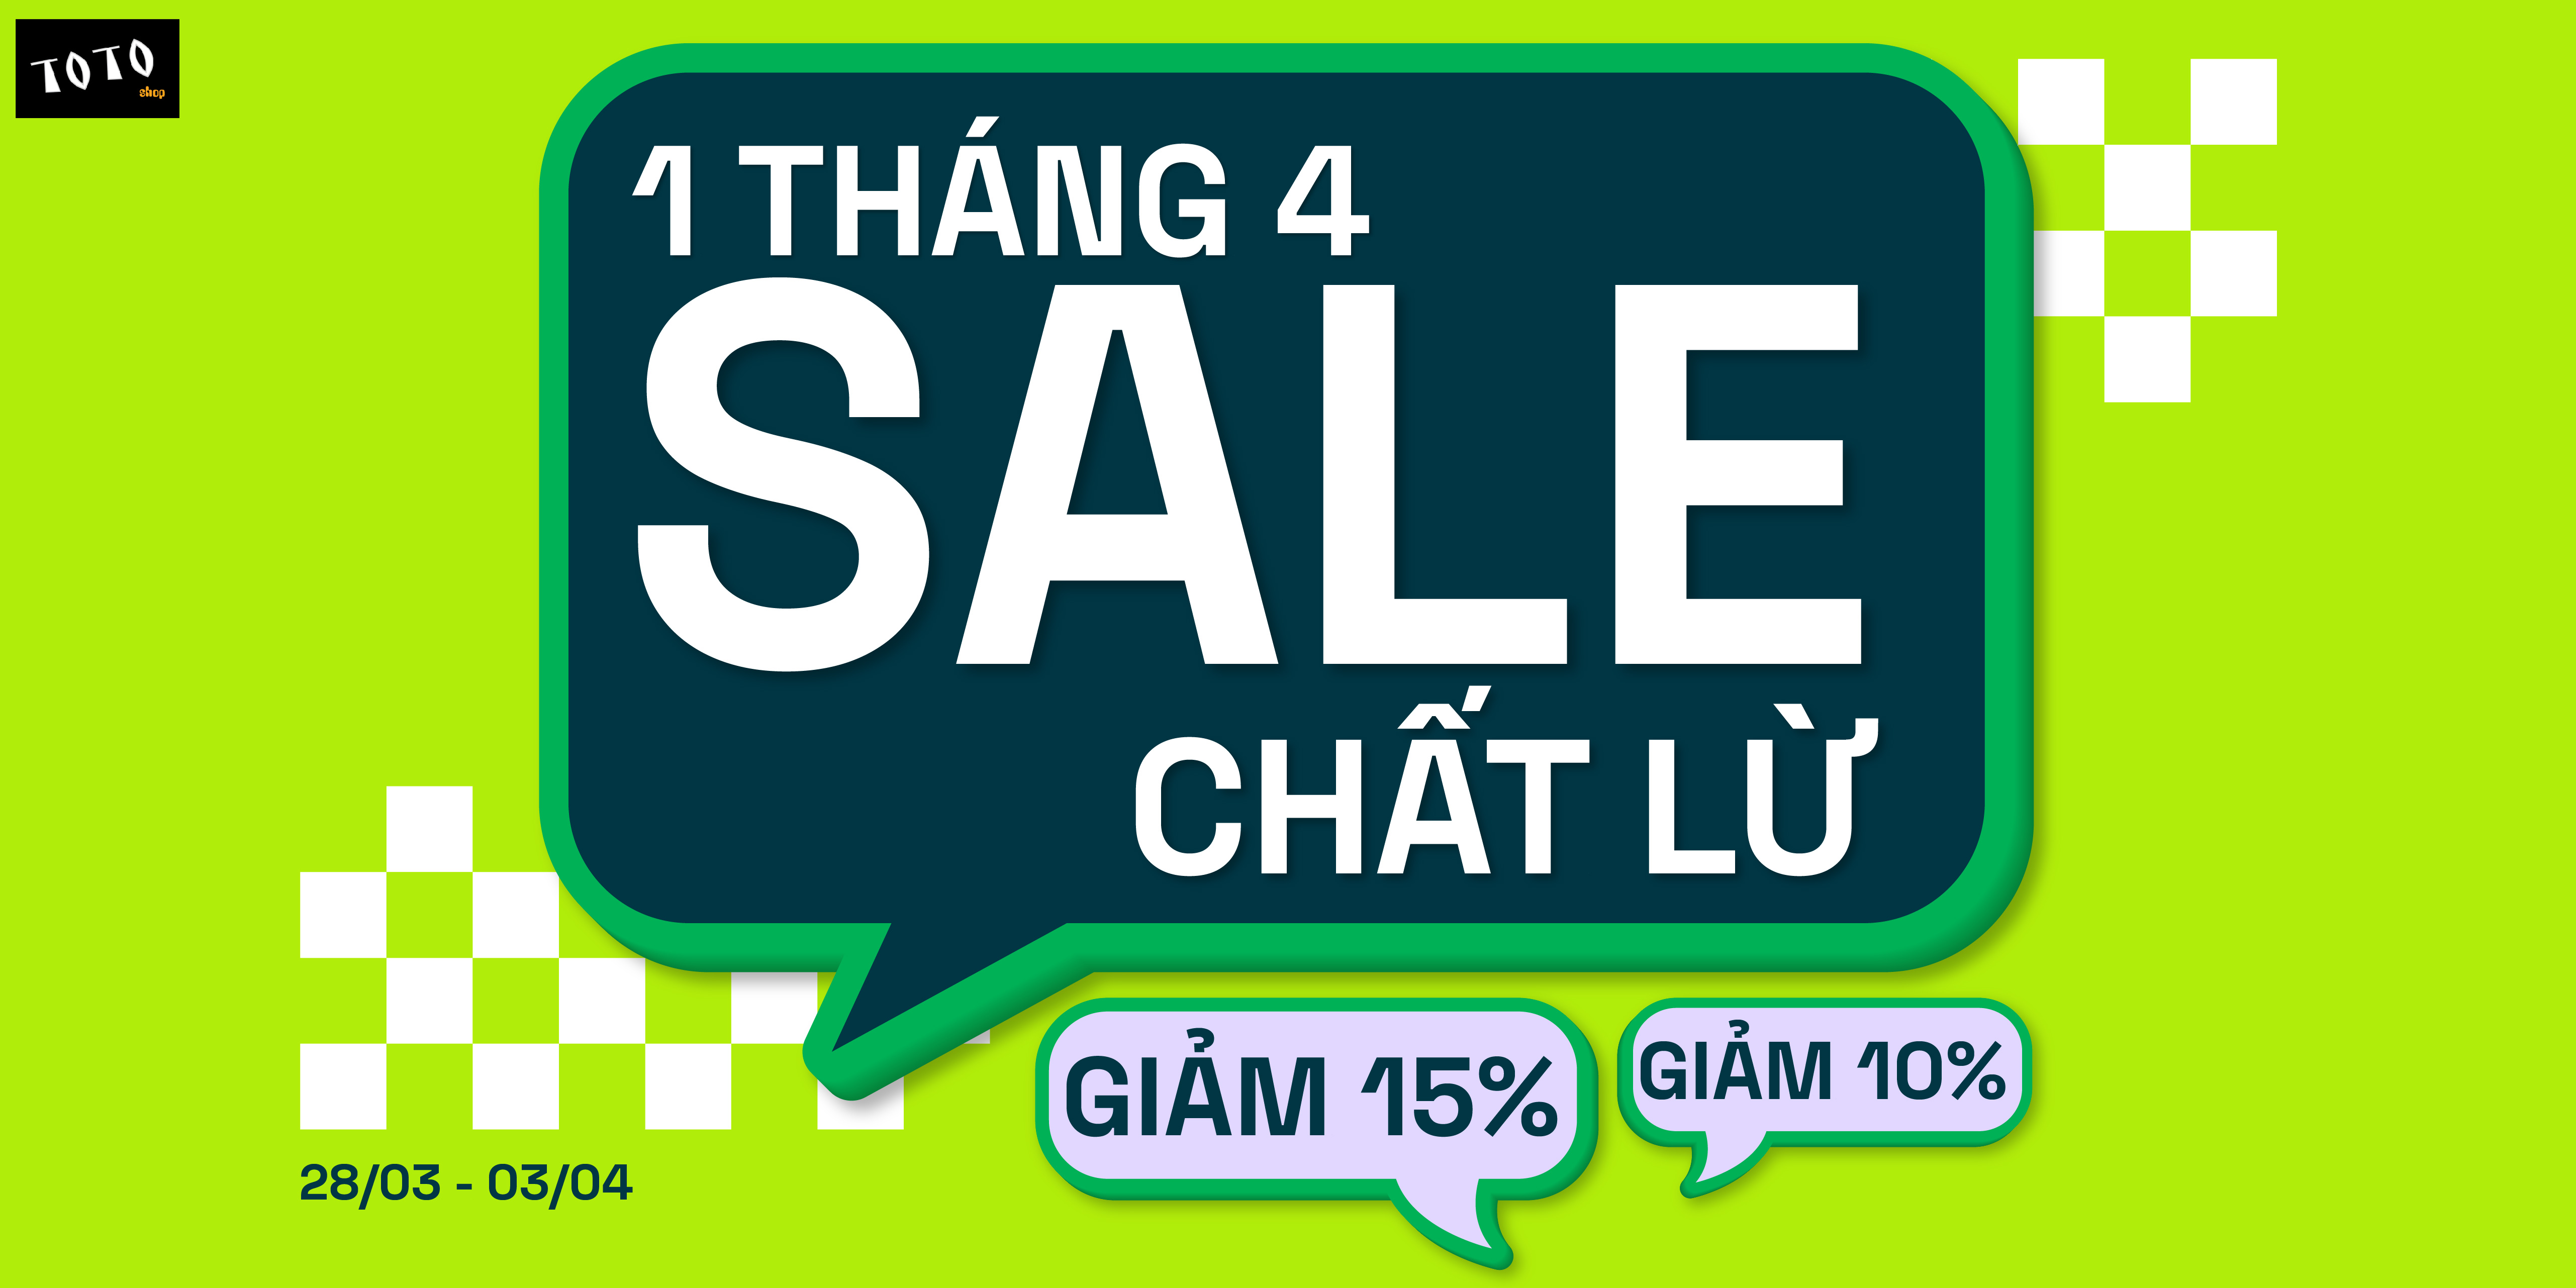 TOTO
shop
1 THÁNG 4
SALE
CHẤT LỪ
GIẢM 15%
GIẢM 10%
28/03 - 03/04